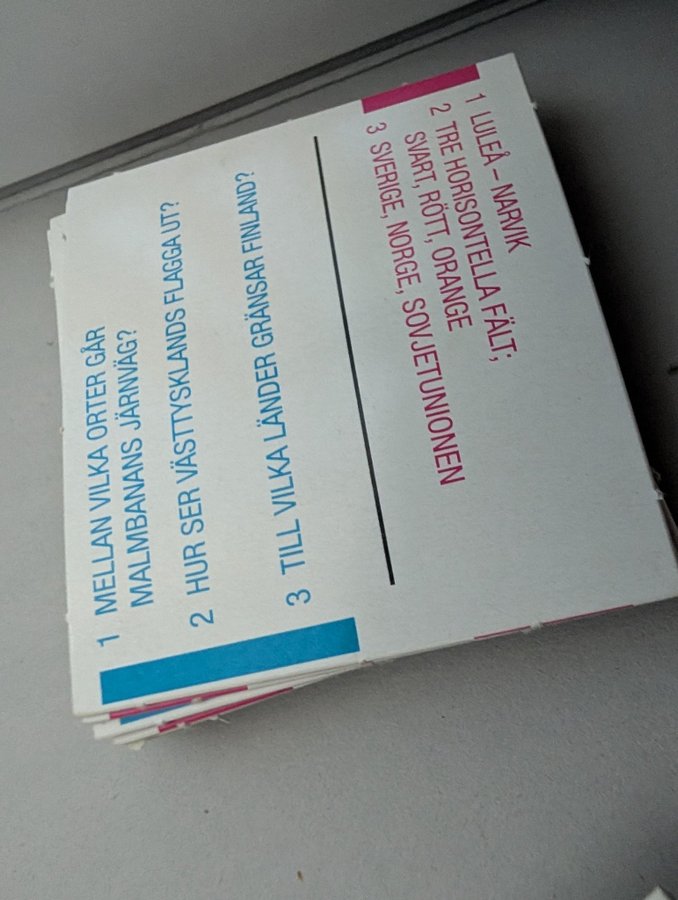 1 MELLAN VILKA ORTER GÅR
MALMBANANS JÄRNVÄG?
2 HUR SER VÄSTTYSKLANDS FLAGGA UT?
3 TILL VILKA LÄNDER GRÄNSAR FINLAND?
1 LULEÅ – NARVIK
2 TRE HORISONTELLA FÄLT;
SVART, RÖTT, ORANGE
3 SVERIGE, NORGE, SOVJETUNIONEN